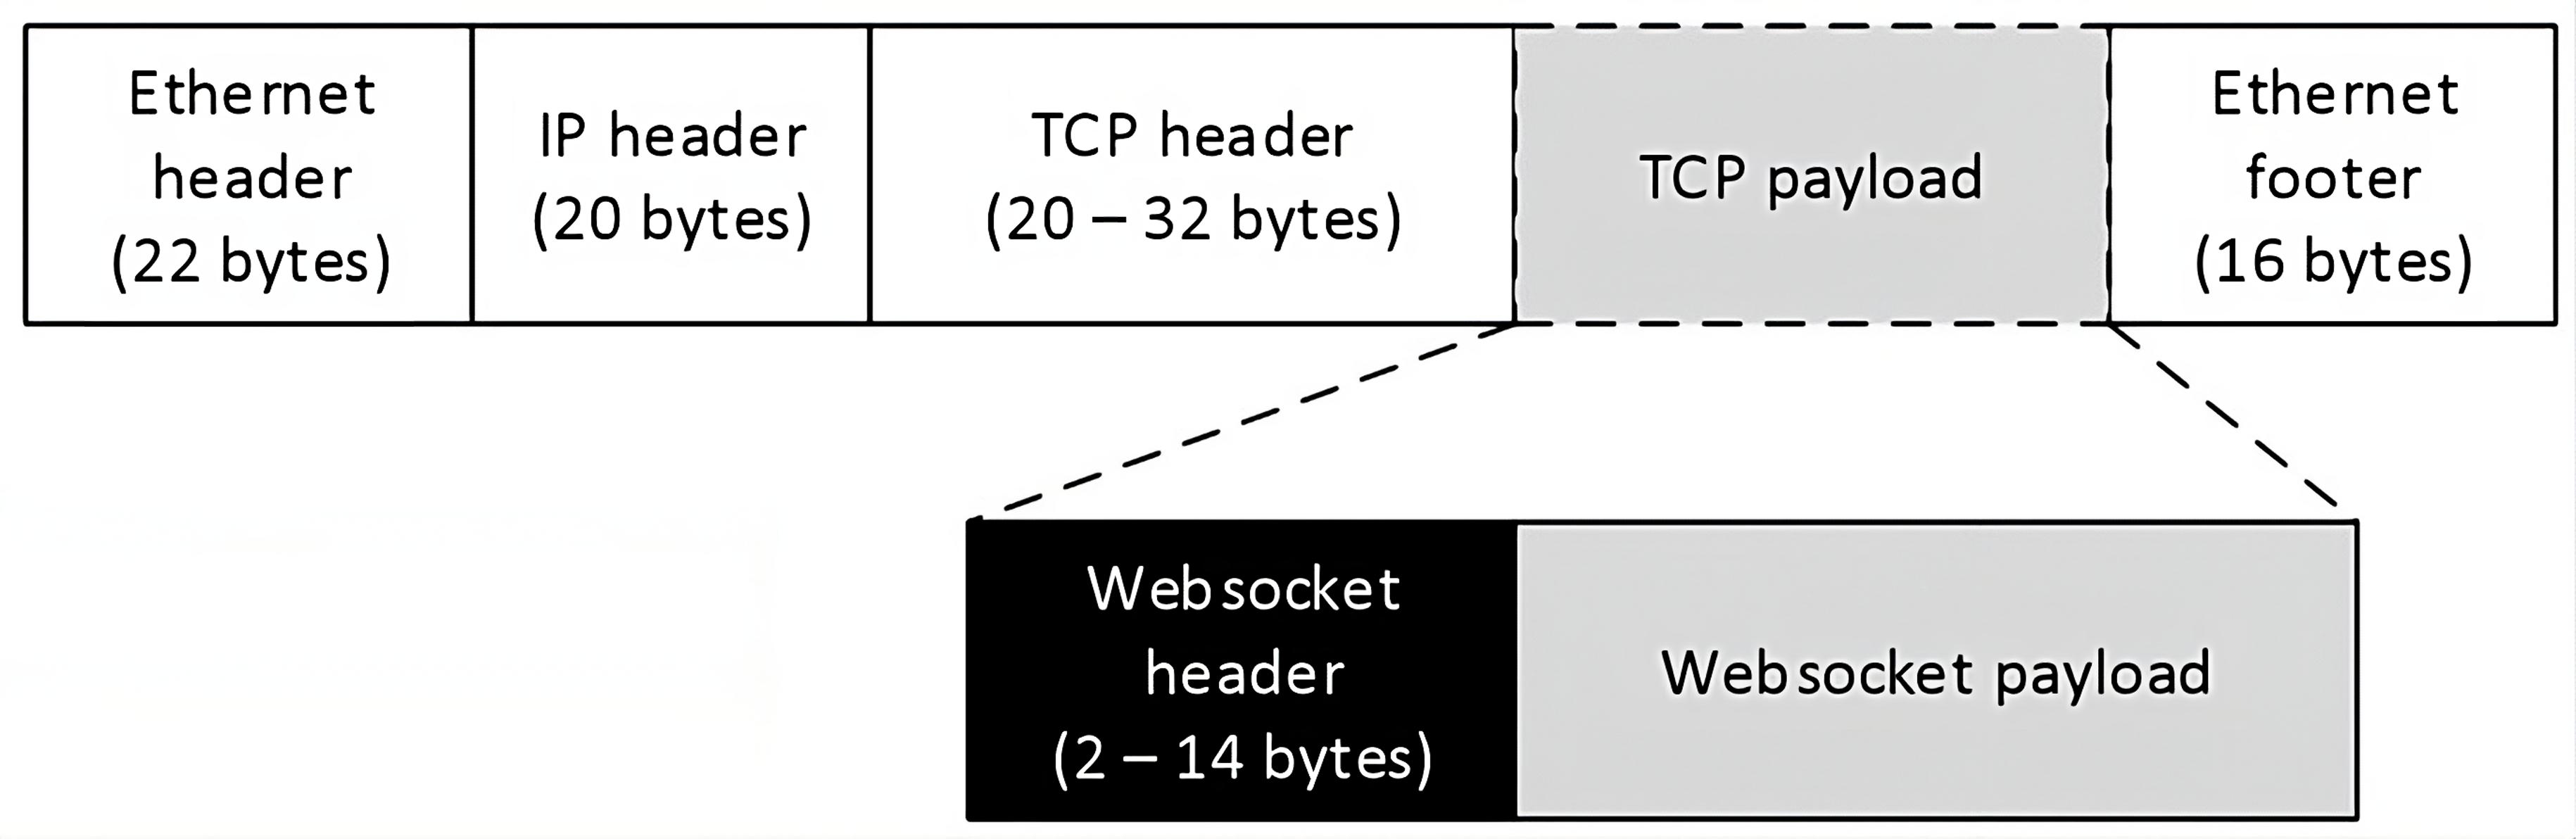 Ethernet
header
(22 bytes)
IP header
(20 bytes)
TCP header
(20 – 32 bytes)
TCP payload
Ethernet
footer
(16 bytes)
Websocket
header
(2 – 14 bytes)
Websocket payload